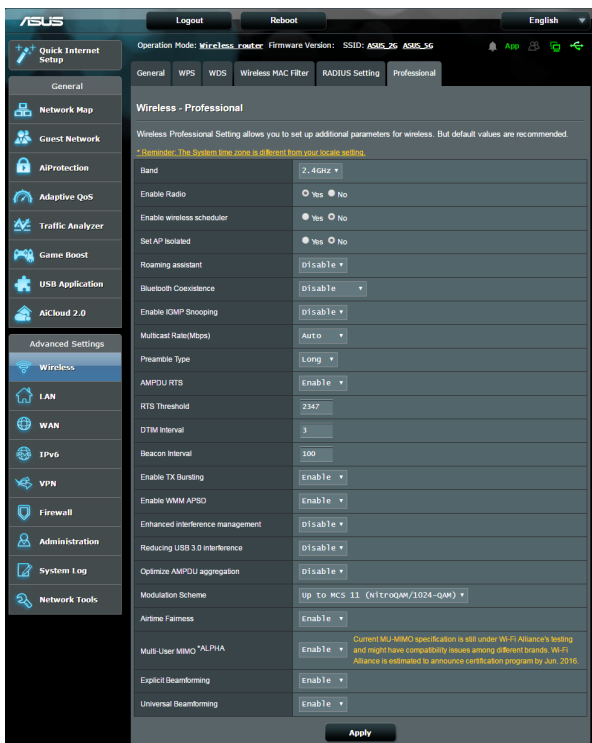 ASUS
Logout
Reboot
English
Quick Internet Setup
Operation Mode: Wireless router Firmware Version: SSID: ASUS_2G ASUS_5G
App
General WPS WDS Wireless MAC Filter RADIUS Setting Professional
General
Network Map
Guest Network
AiProtection
Adaptive QoS
Traffic Analyzer
Game Boost
USB Application
AiCloud 2.0
Advanced Settings
Wireless
LAN
WAN
IPv6
VPN
Firewall
Administration
System Log
Network Tools
Wireless - Professional
Wireless Professional Setting allows you to set up additional parameters for wireless. But default values are recommended.
* Reminder: The System time zone is different from your locale setting.
Band 2.4GHz
Enable Radio Yes No
Enable wireless scheduler Yes No
Set AP Isolated Yes No
Roaming assistant Disable
Bluetooth Coexistence Disable
Enable IGMP Snooping Disable
Multicast Rate(Mbps) Auto
Preamble Type Long
AMPDU RTS Enable
RTS Threshold 2347
DTIM Interval 3
Beacon Interval 100
Enable TX Bursting Enable
Enable WMM APSD Enable
Enhanced interference management Disable
Reducing USB 3.0 interference Disable
Optimize AMPDU aggregation Disable
Modulation Scheme Up to MCS 11 (NitroQAM/1024-QAM)
Airtime Fairness Enable
Multi-User MIMO *ALPHA Enable
Current MU-MIMO specification is still under Wi-Fi Alliance's testing
and might have compatibility issues among different brands. Wi-Fi
Alliance is estimated to announce certification program by Jun. 2016.
Explicit Beamforming Enable
Universal Beamforming Enable
Apply